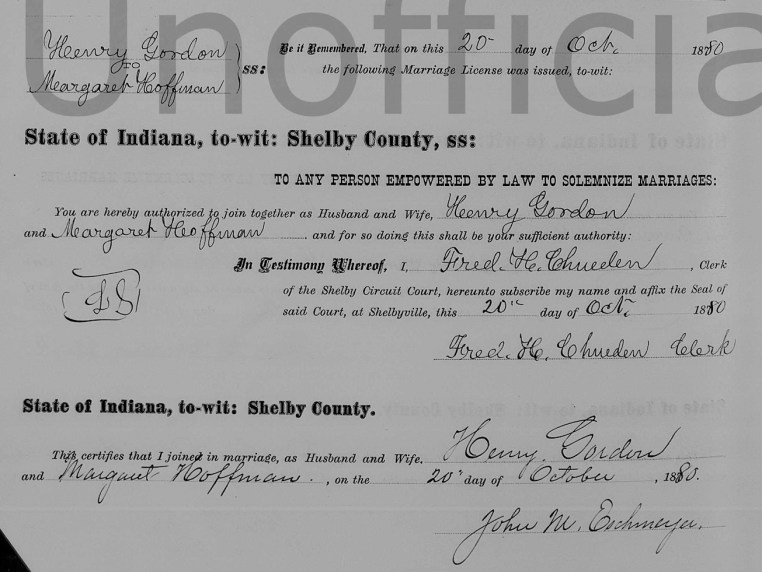 Unofficia
Henry Gordon
TO
Margaret Hoffman
ss:
Be it Remembered, That on this 20 day of Oct. 1880
the following Marriage License was issued, to-wit:
State of Indiana, to-wit: Shelby County, ss:
TO ANY PERSON EMPOWERED BY LAW TO SOLEMNIZE MARRIAGES:
You are hereby authorized to join together as Husband and Wife, Henry Gordon
and Margaret Hoffman and for so doing this shall be your sufficient authority:
In Testimony Whereof, I, Fred. H. Chueden, Clerk
LS
of the Shelby Circuit Court, hereunto subscribe my name and affix the Seal of
said Court, at Shelbyville, this 20th day of Oct. 1880
Fred. H. Chueden Clerk
State of Indiana, to-wit: Shelby County.
This certifies that I joined in marriage, as Husband and Wife, Henry Gordon
and Margaret Hoffman, on the 20" day of October, 1880.
John M. Eschmeyer.